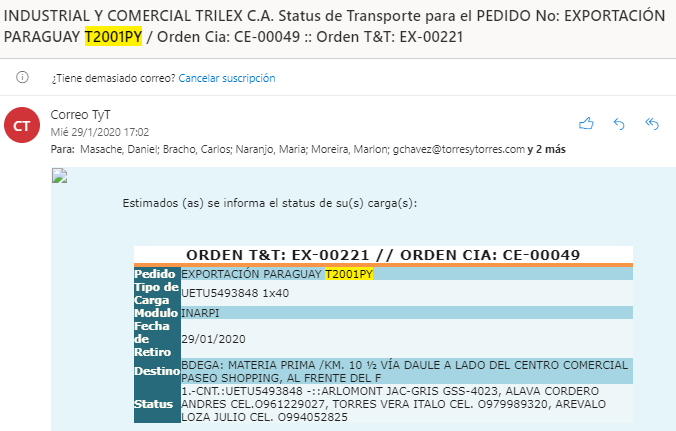 INDUSTRIAL Y COMERCIAL TRILEX C.A. Status de Transporte para el PEDIDO No: EXPORTACIÓN
PARAGUAY T2001PY / Orden Cia: CE-00049 :: Orden T&T: EX-00221
¿Tiene demasiado correo? Cancelar suscripción
CT
Correo TyT
Mié 29/1/2020 17:02
Para: Masache, Daniel; Bracho, Carlos; Naranjo, Maria; Moreira, Marlon; gchavez@torresytorres.com y 2 más
Estimados (as) se informa el status de su(s) carga(s):
ORDEN T&T: EX-00221 // ORDEN CIA: CE-00049
Pedido EXPORTACIÓN PARAGUAY T2001PY
Tipo de
Carga UETU5493848 1x40
Modulo INARPI
Fecha
de
Retiro 29/01/2020
Destino BDEGA: MATERIA PRIMA /KM. 10 ½ VÍA DAULE A LADO DEL CENTRO COMERCIAL
PASEO SHOPPING, AL FRENTE DEL F
Status 1.-CNT.:UETU5493848 -::ARLOMONT JAC-GRIS GSS-4023, ALAVA CORDERO
ANDRES CEL.O961229027, TORRES VERA ITALO CEL. O979989320, AREVALO
LOZA JULIO CEL. O994052825